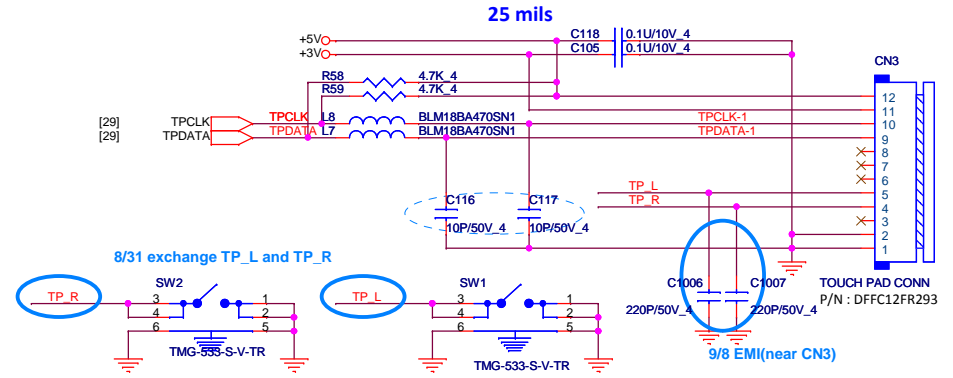 25 mils
+5V
C118 0.1U/10V_4
+3V
C105 0.1U/10V_4
CN3
R58 4.7K_4
R59 4.7K_4
12
11
[29] TPCLK TPCLK L8 BLM18BA470SN1 TPCLK-1 10
[29] TPDATA TPDATA L7 BLM18BA470SN1 TPDATA-1 9
8
7
6
TP_L 5
TP_R 4
3
2
1
C116 C117
10P/50V_4 10P/50V_4
8/31 exchange TP_L and TP_R
C1006 C1007
220P/50V_4 220P/50V_4
TOUCH PAD CONN
P/N : DFFC12FR293
9/8 EMI(near CN3)
TP_R SW2
3 1
4 2
6 5
TMG-533-S-V-TR
TP_L SW1
3 1
4 2
6 5
TMG-533-S-V-TR